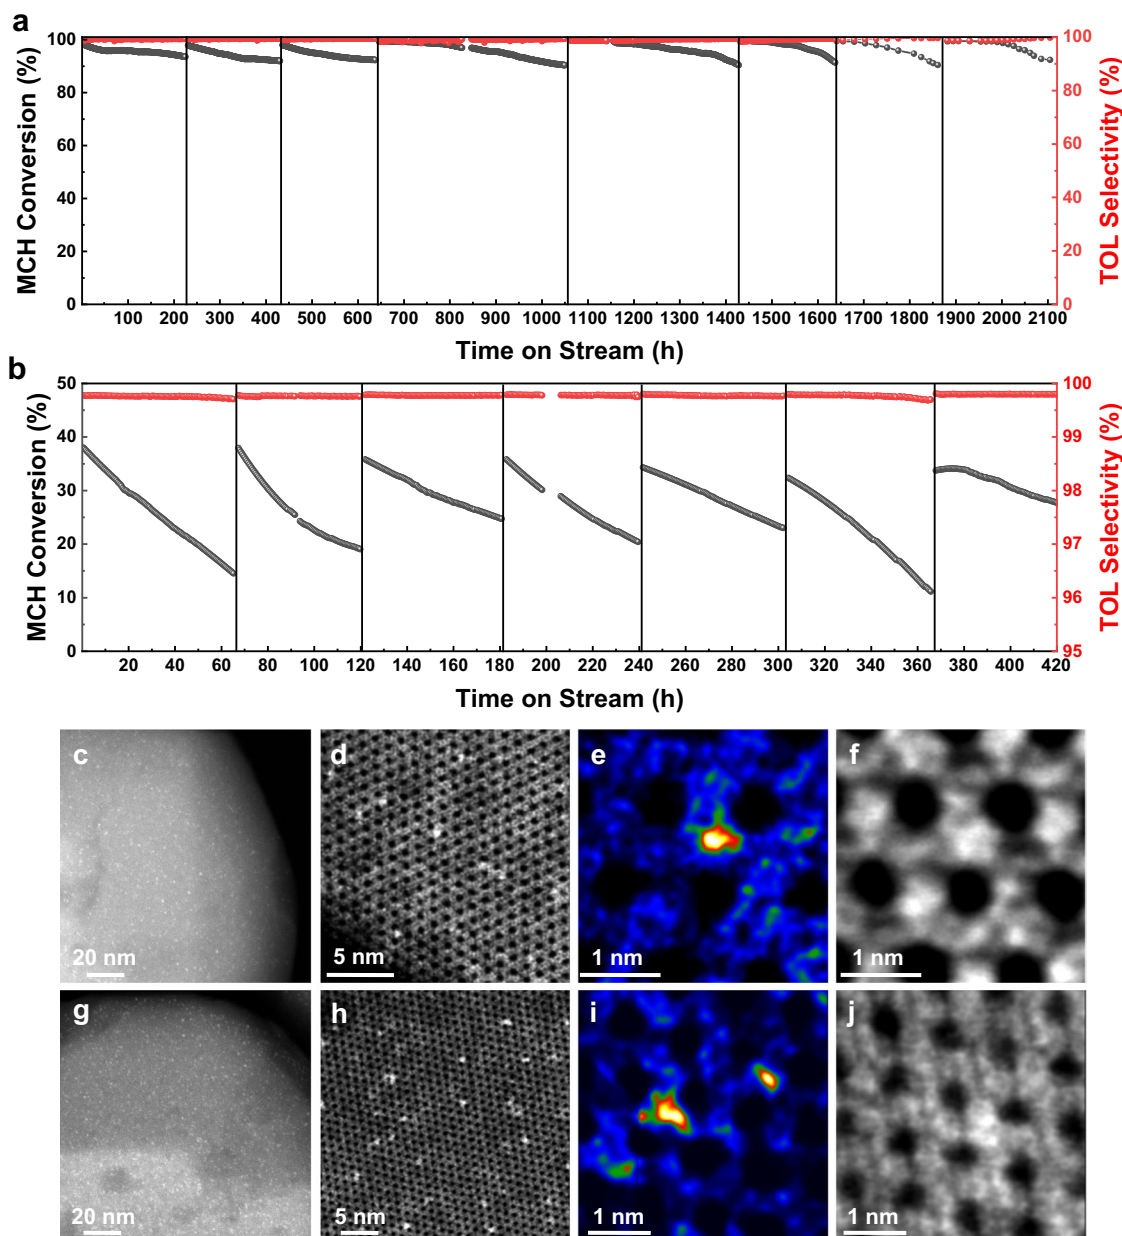 a
MCH Conversion (%)
100
80
60
40
20
0
TOL Selectivity (%)
100
80
60
40
20
0
100 200 300 400 500 600 700 800 900 1000 1100 1200 1300 1400 1500 1600 1700 1800 1900 2000 2100
Time on Stream (h)
b
MCH Conversion (%)
50
40
30
20
10
0
TOL Selectivity (%)
100
99
98
97
96
95
20 40 60 80 100 120 140 160 180 200 220 240 260 280 300 320 340 360 380 400 420
Time on Stream (h)
c
20 nm
d
5 nm
e
1 nm
f
1 nm
g
20 nm
h
5 nm
i
1 nm
j
1 nm